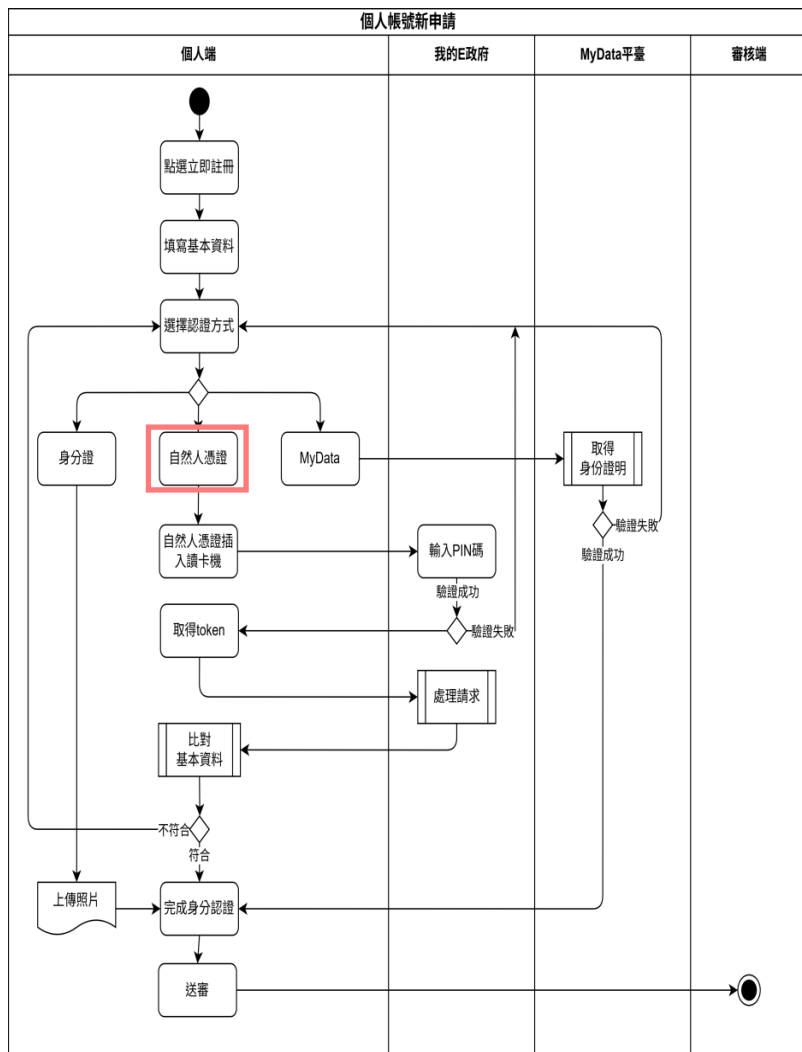 個人帳號新申請
個人端
我的E政府
MyData平臺
審核端
點選立即註冊
填寫基本資料
選擇認證方式
身分證
自然人憑證
MyData
取得
身份證明
驗證失敗
驗證成功
自然人憑證插
入讀卡機
輸入PIN碼
驗證成功
取得token
驗證失敗
處理請求
比對
基本資料
不符合
符合
上傳照片
完成身分認證
送審